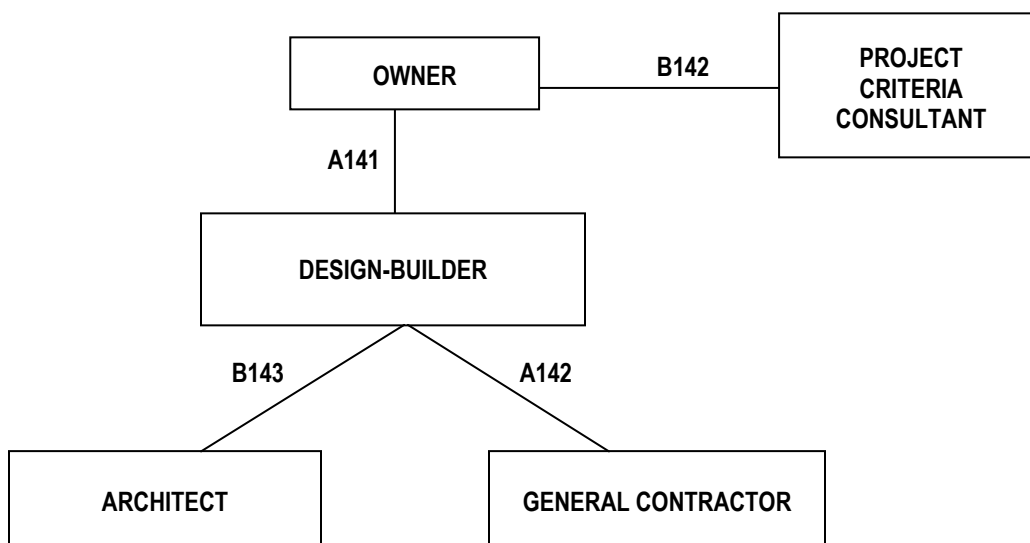 OWNER
B142
PROJECT
CRITERIA
CONSULTANT
A141
DESIGN-BUILDER
B143
A142
ARCHITECT
GENERAL CONTRACTOR